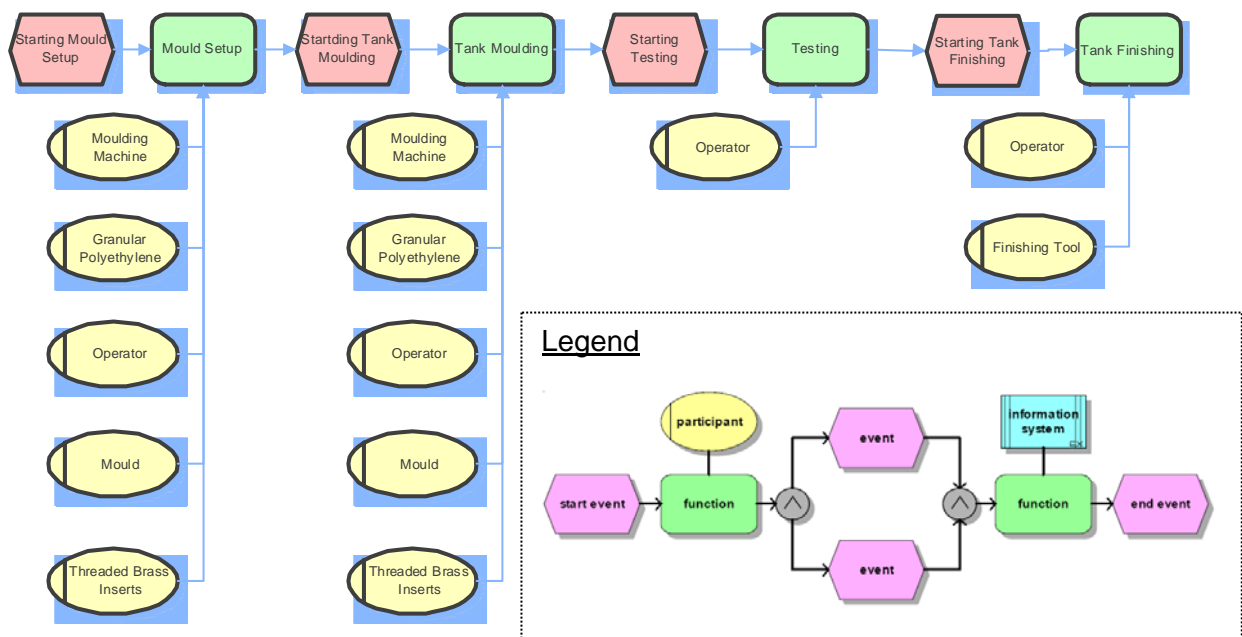 Starting Mould
Setup
Mould Setup
Startding Tank
Moulding
Tank Moulding
Starting
Testing
Testing
Starting Tank
Finishing
Tank Finishing
Moulding
Machine
Moulding
Machine
Operator
Operator
Granular
Polyethylene
Granular
Polyethylene
Finishing Tool
Operator
Operator
Mould
Mould
Threaded Brass
Inserts
Threaded Brass
Inserts
Legend
participant
event
information
system
start event
function
function
end event
event